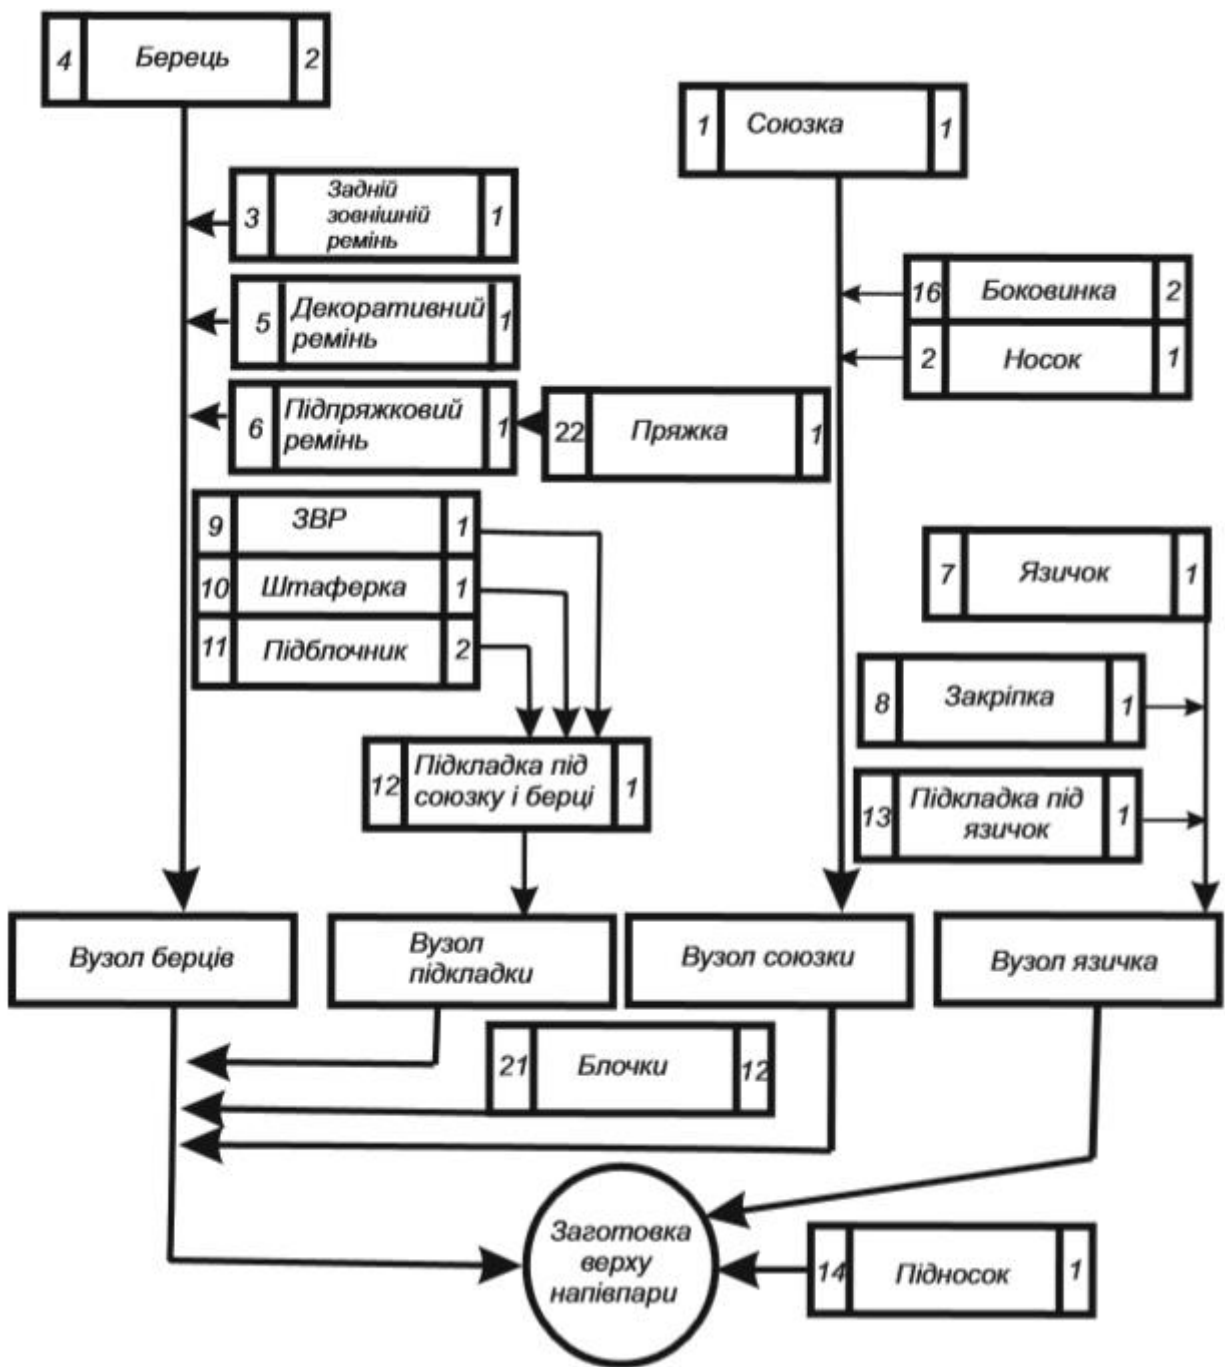 4 Берець 2
1 Союзка 1
3 Задній 1
зовнішній
ремінь
16 Боковинка 2
5 Декоративний 1
ремінь
2 Носок 1
6 Підпряжковий 1
ремінь
22 Пряжка 1
9 ЗВР 1
10 Штаферка 1
11 Підблочник 2
7 Язичок 1
8 Закріпка 1
12 Підкладка під 1
союзку і берці
13 Підкладка під 1
язичок
Вузол берців
Вузол
підкладки
Вузол союзки
Вузол язичка
21 Блочки 12
Заготовка
верху
напівпари
14 Підносок 1